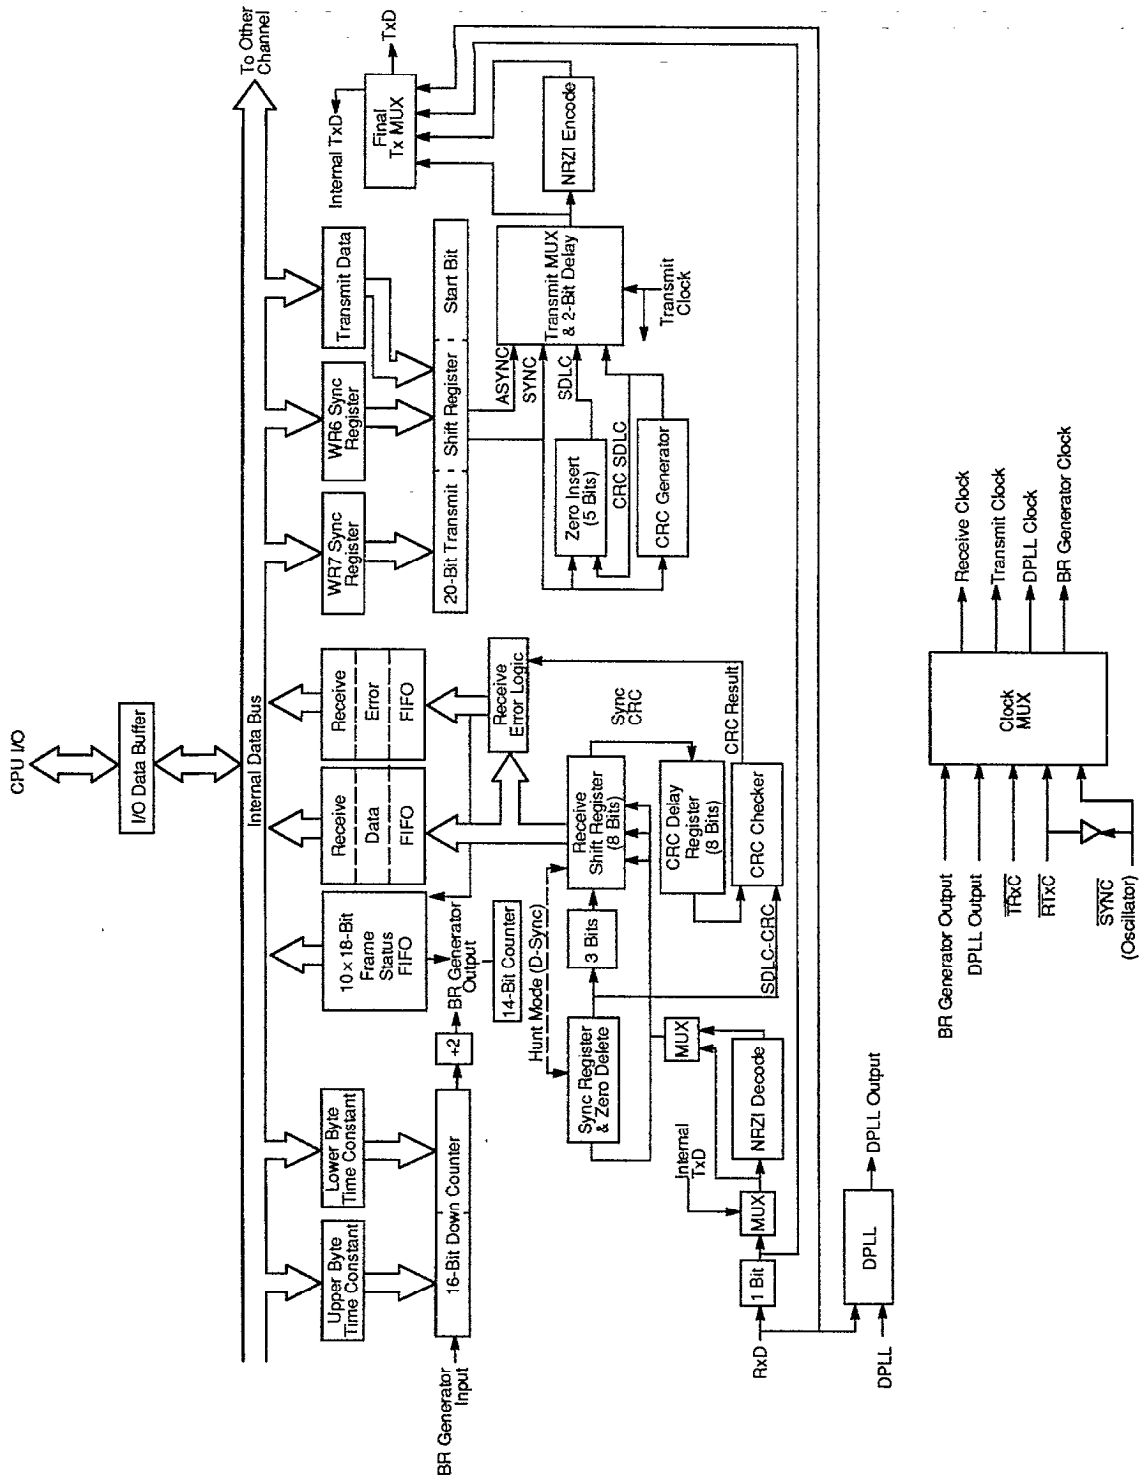 CPU I/O
I/O Data Buffer
Internal Data Bus
To Other
Channel
Upper Byte
Time Constant
Lower Byte
Time Constant
BR Generator
Input
16-Bit Down Counter
÷2
BR Generator
Output
10 x 18-Bit
Frame
Status
FIFO
14-Bit Counter
Receive
Data
FIFO
Receive
Error
FIFO
Receive
Error Logic
Hunt Mode (D-Sync)
Sync Register
& Zero Delete
3 Bits
Receive
Shift Register
(8 Bits)
Sync
CRC
CRC Delay
Register
(8 Bits)
CRC Checker
CRC Result
SDLC-CRC
MUX
NRZI Decode
Internal
TxD
MUX
1 Bit
RxD
DPLL
DPLL
DPLL Output
WR7 Sync
Register
WR6 Sync
Register
Transmit Data
20-Bit Transmit
Shift Register
Start Bit
ASYNC
SYNC
SDLC
Zero Insert
(5 Bits)
CRC SDLC
CRC Generator
Transmit MUX
& 2-Bit Delay
Transmit
Clock
NRZI Encode
Final
Tx MUX
Internal TxD
TxD
BR Generator Output
DPLL Output
TRxC
RTxC
SYNC
(Oscillator)
Clock
MUX
Receive Clock
Transmit Clock
DPLL Clock
BR Generator Clock